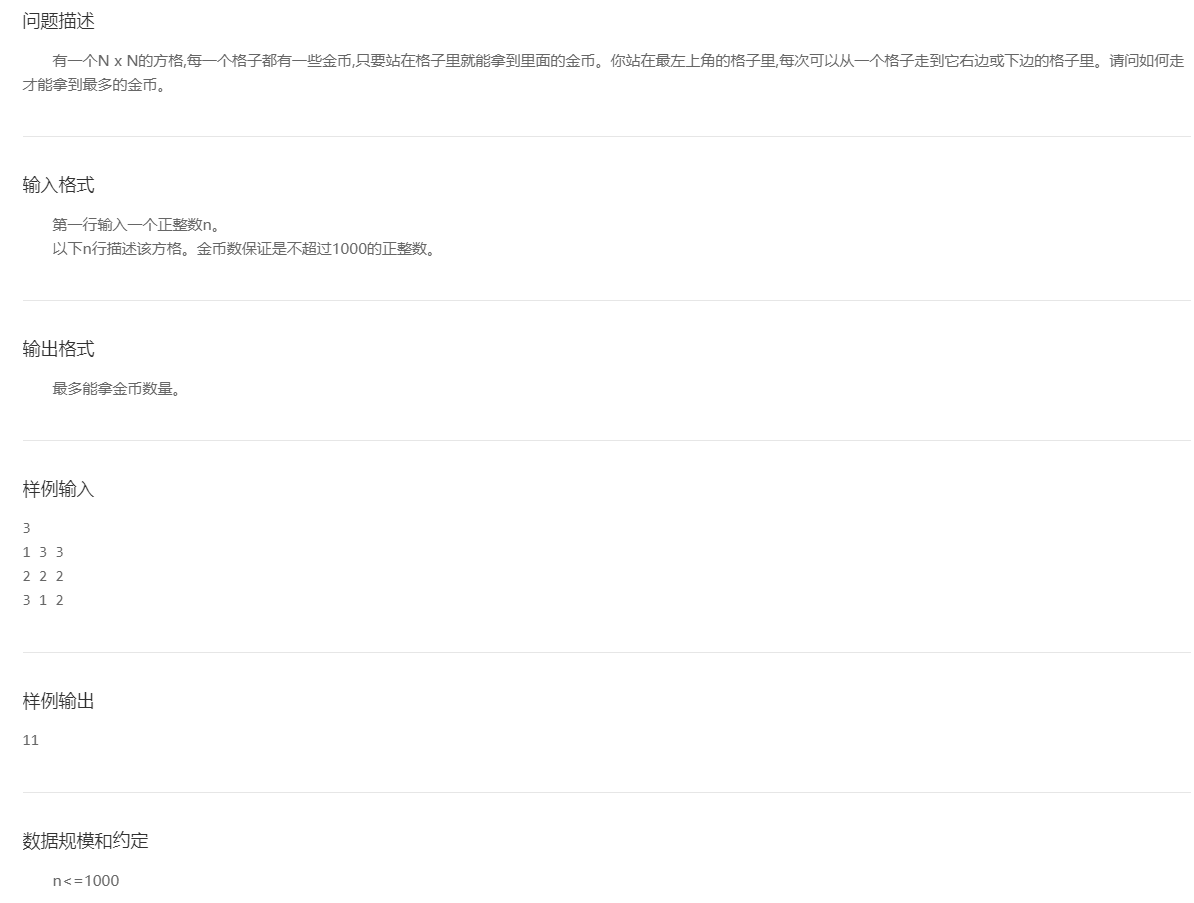 问题描述
有一个N x N的方格,每一个格子都有一些金币,只要站在格子里就能拿到里面的金币。你站在最左上角的格子里,每次可以从一个格子走到它右边或下边的格子里。请问如何走
才能拿到最多的金币。
输入格式
第一行输入一个正整数n。
以下n行描述该方格。金币数保证是不超过1000的正整数。
输出格式
最多能拿金币数量。
样例输入
3
1 3 3
2 2 2
3 1 2
样例输出
11
数据规模和约定
n<=1000